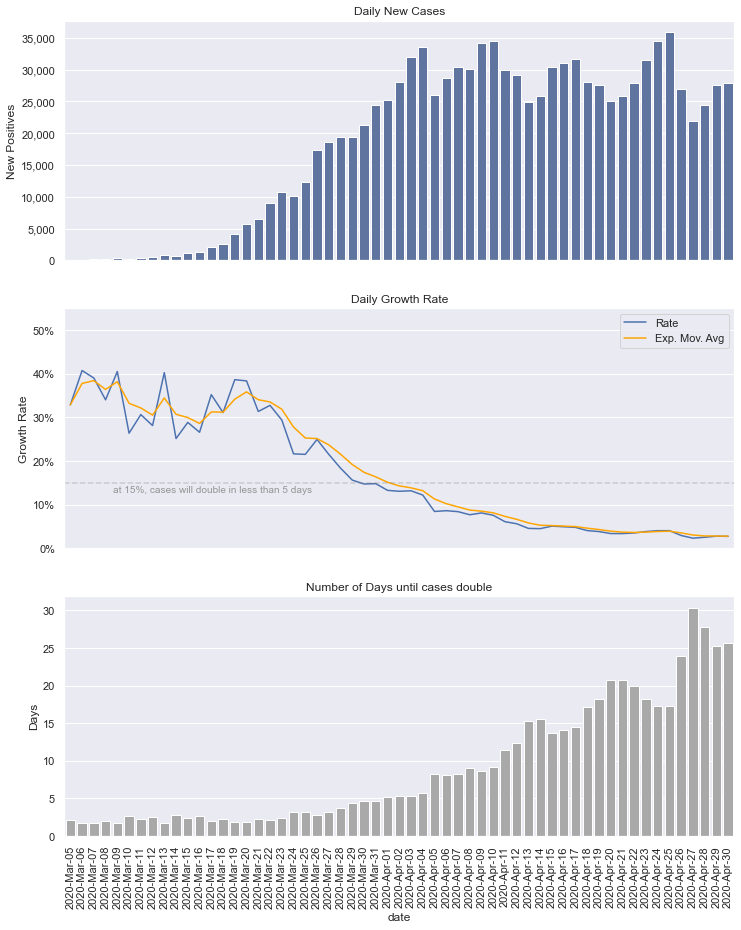 Daily New Cases
35,000
30,000
25,000
20,000
15,000
10,000
5,000
0
New Positives
Daily Growth Rate
50%
40%
30%
20%
10%
0%
Growth Rate
Rate
Exp. Mov. Avg
at 15%, cases will double in less than 5 days
Number of Days until cases double
30
25
20
15
10
5
0
Days
2020-Mar-05
2020-Mar-06
2020-Mar-07
2020-Mar-08
2020-Mar-09
2020-Mar-10
2020-Mar-11
2020-Mar-12
2020-Mar-13
2020-Mar-14
2020-Mar-15
2020-Mar-16
2020-Mar-17
2020-Mar-18
2020-Mar-19
2020-Mar-20
2020-Mar-21
2020-Mar-22
2020-Mar-23
2020-Mar-24
2020-Mar-25
2020-Mar-26
2020-Mar-27
2020-Mar-28
2020-Mar-29
2020-Mar-30
2020-Mar-31
2020-Apr-01
2020-Apr-02
2020-Apr-03
2020-Apr-04
2020-Apr-05
2020-Apr-06
2020-Apr-07
2020-Apr-08
2020-Apr-09
2020-Apr-10
2020-Apr-11
2020-Apr-12
2020-Apr-13
2020-Apr-14
2020-Apr-15
2020-Apr-16
2020-Apr-17
2020-Apr-18
2020-Apr-19
2020-Apr-20
2020-Apr-21
2020-Apr-22
2020-Apr-23
2020-Apr-24
2020-Apr-25
2020-Apr-26
2020-Apr-27
2020-Apr-28
2020-Apr-29
2020-Apr-30
date